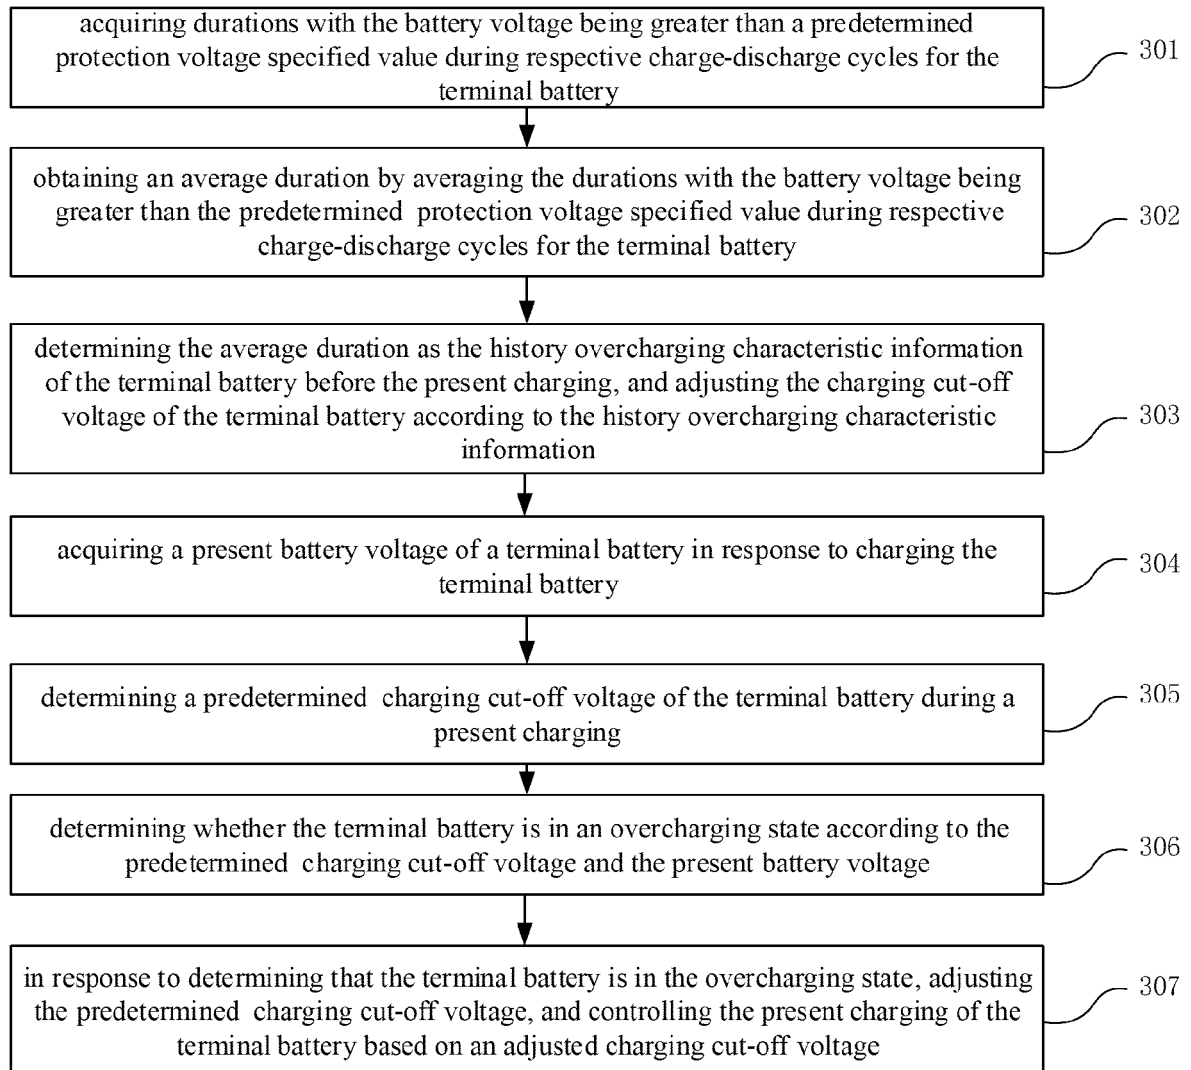 acquiring durations with the battery voltage being greater than a predetermined
protection voltage specified value during respective charge-discharge cycles for the
terminal battery
301
obtaining an average duration by averaging the durations with the battery voltage being
greater than the predetermined protection voltage specified value during respective
charge-discharge cycles for the terminal battery
302
determining the average duration as the history overcharging characteristic information
of the terminal battery before the present charging, and adjusting the charging cut-off
voltage of the terminal battery according to the history overcharging characteristic
information
303
acquiring a present battery voltage of a terminal battery in response to charging the
terminal battery
304
determining a predetermined charging cut-off voltage of the terminal battery during a
present charging
305
determining whether the terminal battery is in an overcharging state according to the
predetermined charging cut-off voltage and the present battery voltage
306
in response to determining that the terminal battery is in the overcharging state, adjusting
the predetermined charging cut-off voltage, and controlling the present charging of the
terminal battery based on an adjusted charging cut-off voltage
307